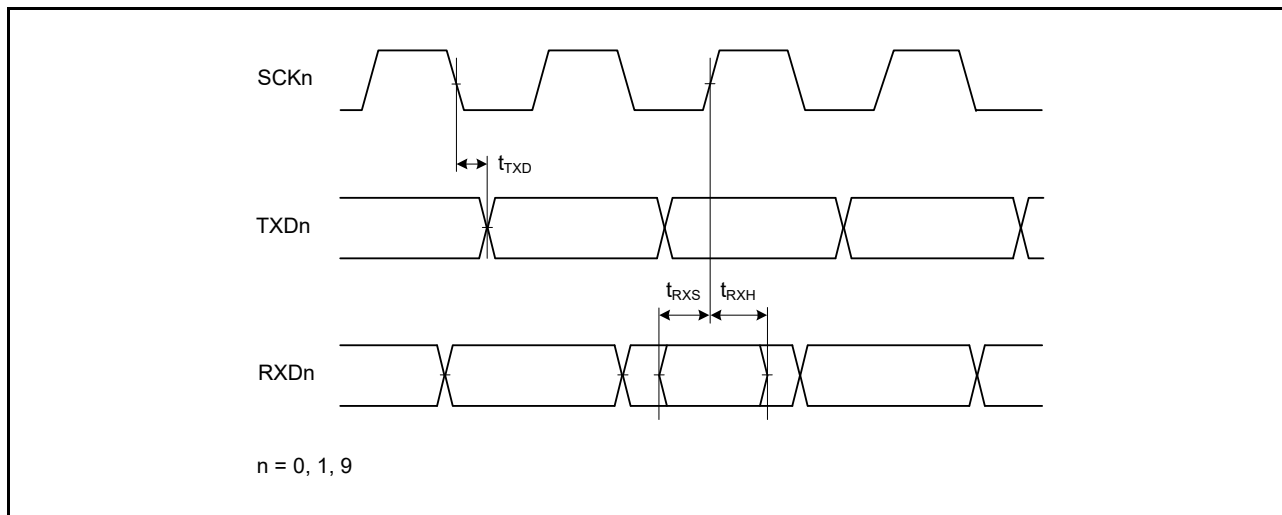 SCKn
tTXD
TXDn
tRXS tRXH
RXDn
n = 0, 1, 9